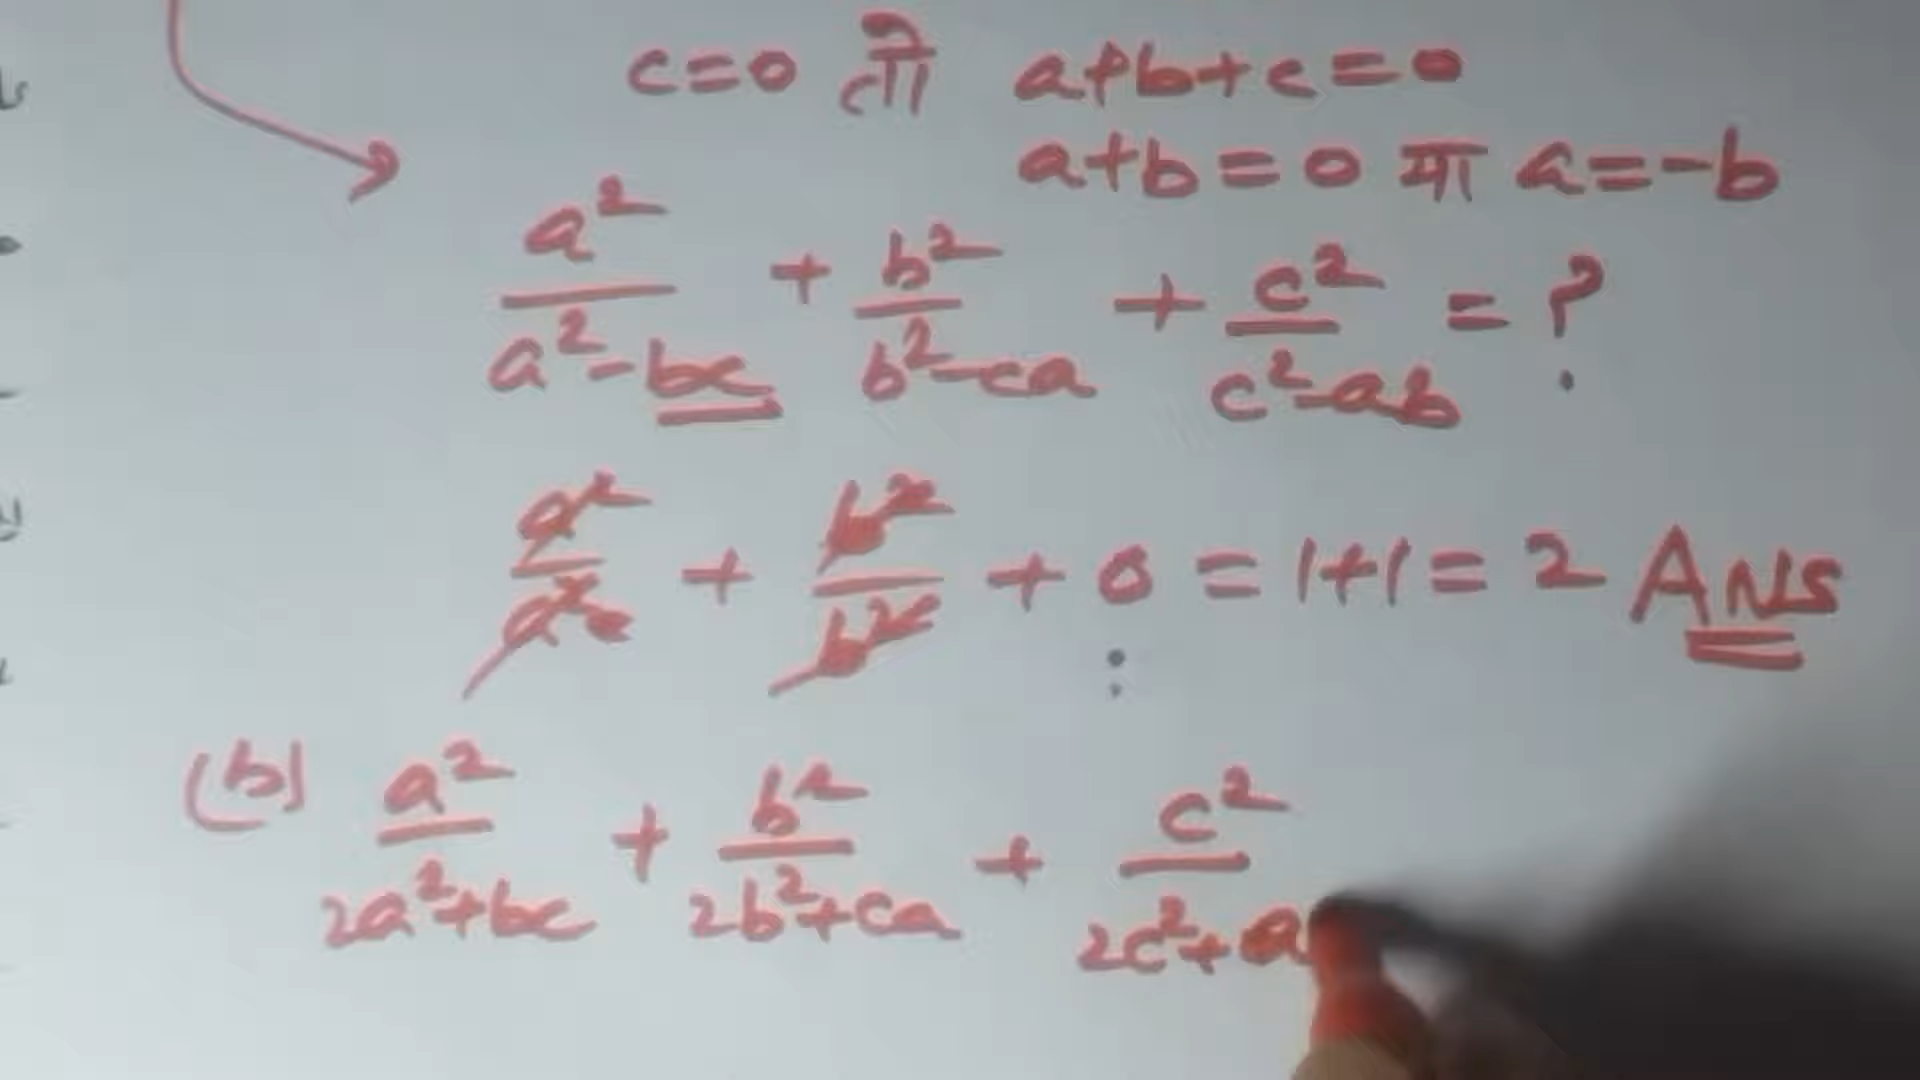 c=0 तो a+b+c=0
a+b=0 या a=-b
a²/(a²-bc) + b²/(b²-ca) + c²/(c²-ab) = ?
a²/a² + b²/b² + 0 = 1+1 = 2 ANS
(b) a²/(2a²+bc) + b²/(2b²+ca) + c²/(2c²+a